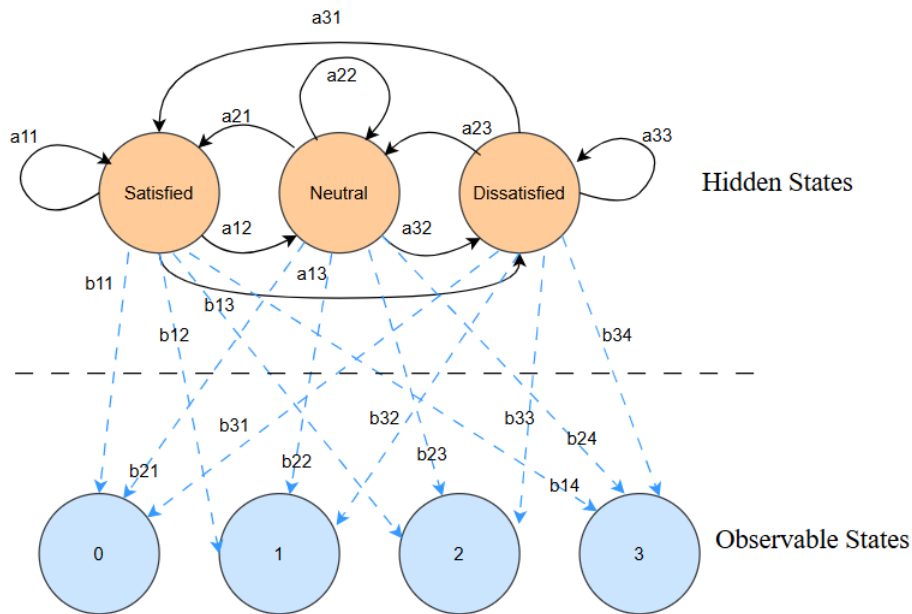 a31
a22
a11
a21
a23
a33
Satisfied
Neutral
Dissatisfied
Hidden States
a12
a32
a13
b11
b13
b12
b34
b31
b32
b33
b24
b21
b22
b23
b14
0
1
2
3
Observable States